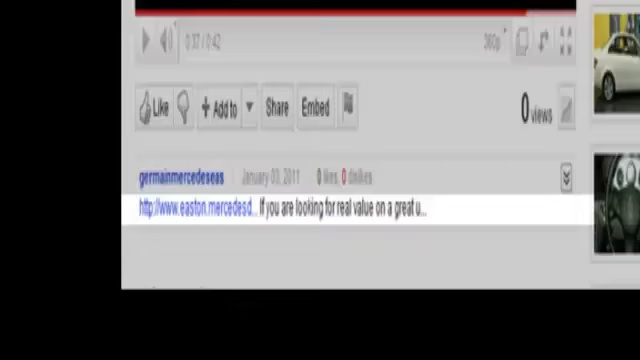 0:37 / 0:42 360p
Like Add to Share Embed 0 views
germainmercedeseas January 03, 2011 0 likes, 0 dislikes
http://www.easton.mercedesd... If you are looking for real value on a great u...